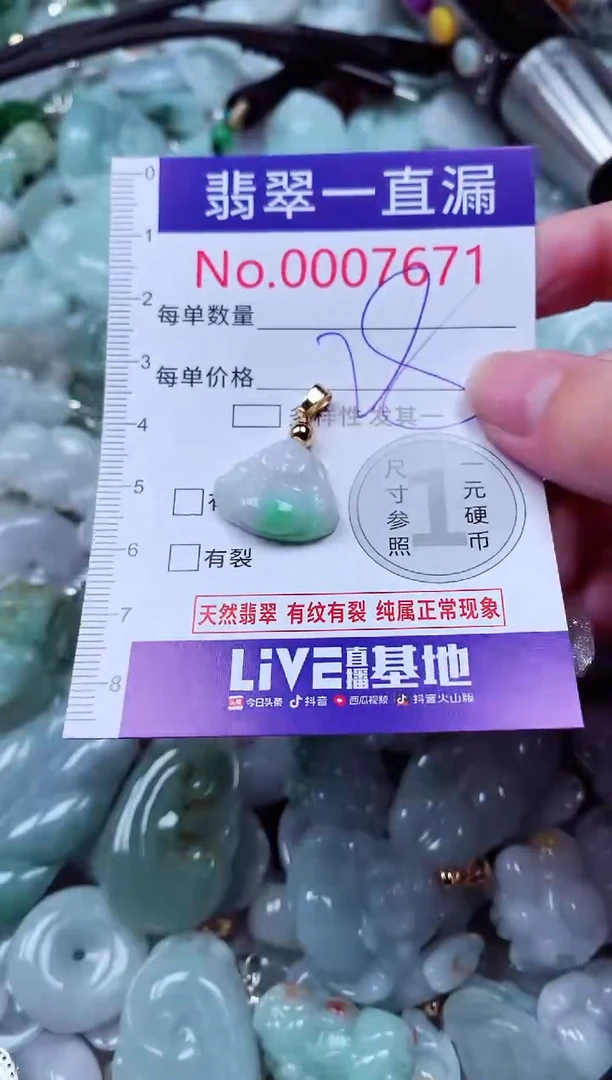 0
翡翠一直漏
1
No.0007671
2
每单数量
28
3
每单价格
4
样性 发其一
5
尺寸参照
1
一元硬币
6
有裂
7
天然翡翠 有纹有裂 纯属正常现象
8
LiVE直播基地
头条 今日头条 抖音 西瓜视频 抖音火山版